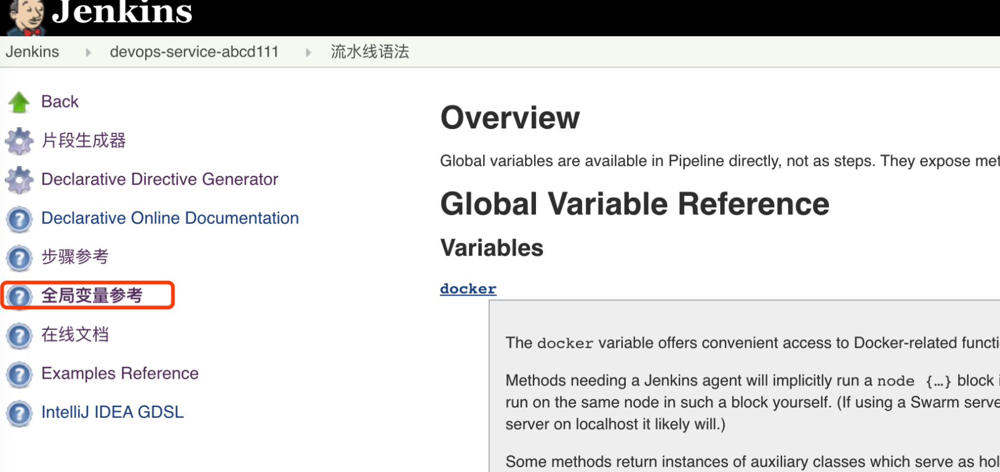 Jenkins
Jenkins
devops-service-abcd111
流水线语法
Back
片段生成器
Declarative Directive Generator
Declarative Online Documentation
步骤参考
全局变量参考
在线文档
Examples Reference
IntelliJ IDEA GDSL
Overview
Global variables are available in Pipeline directly, not as steps. They expose met
Global Variable Reference
Variables
docker
The docker variable offers convenient access to Docker-related functi
Methods needing a Jenkins agent will implicitly run a node {…} block i
run on the same node in such a block yourself. (If using a Swarm serve
server on localhost it likely will.)
Some methods return instances of auxiliary classes which serve as hol